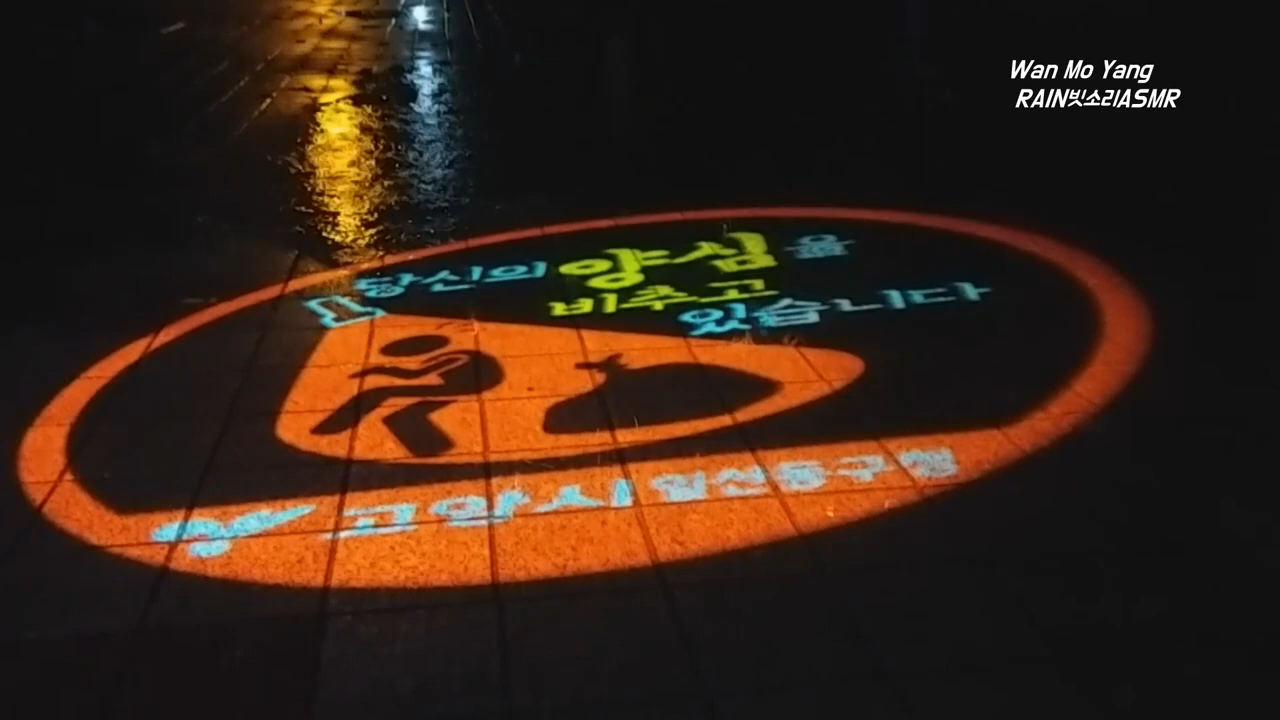 Wan Mo Yang
RAIN빗소리ASMR
당신의 양심을
비추고
있습니다
고양시 일산동구청